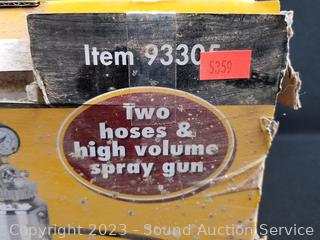 Item 93305
5359
Two
hoses &
high volume
spray gun
Copyright 2023 - Sound Auction Service